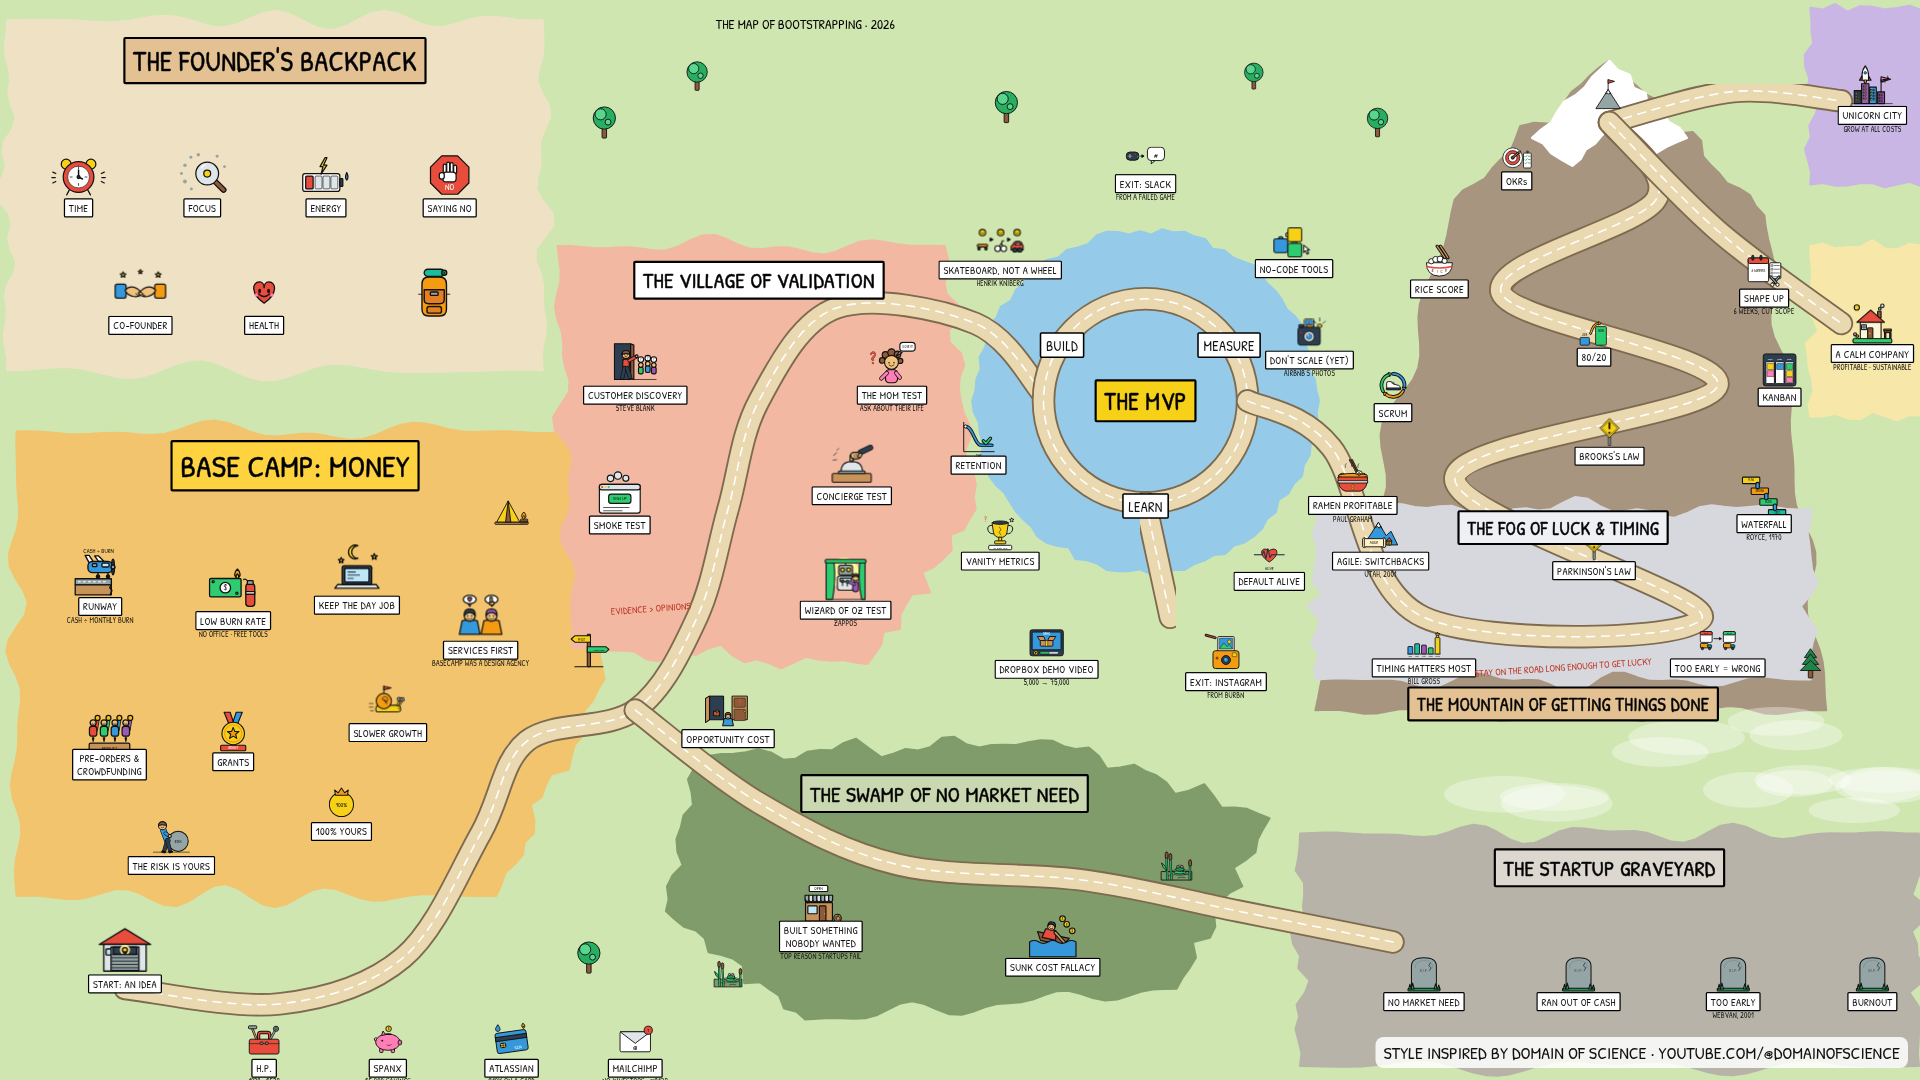 THE MAP OF BOOTSTRAPPING · 2026
THE FOUNDER'S BACKPACK
TIME
FOCUS
ENERGY
NO
SAYING NO
CO-FOUNDER
HEALTH
BASE CAMP: MONEY
CASH ÷ BURN
RUNWAY
CASH ÷ MONTHLY BURN
LOW BURN RATE
NO OFFICE · FREE TOOLS
KEEP THE DAY JOB
SERVICES FIRST
BASECAMP WAS A DESIGN AGENCY
SLOWER GROWTH
PRE-ORDERS &
CROWDFUNDING
GRANTS
100%
100% YOURS
THE RISK IS YOURS
START: AN IDEA
H.P.
SPANX
ATLASSIAN
MAILCHIMP
THE VILLAGE OF VALIDATION
CUSTOMER DISCOVERY
STEVE BLANK
THE MOM TEST
ASK ABOUT THEIR LIFE
SIGN UP
SMOKE TEST
CONCIERGE TEST
WIZARD OF OZ TEST
ZAPPOS
EVIDENCE > OPINIONS
OPPORTUNITY COST
EXIT: SLACK
FROM A FAILED GAME
SKATEBOARD, NOT A WHEEL
HENRIK KNIBERG
NO-CODE TOOLS
BUILD
MEASURE
THE MVP
LEARN
DON'T SCALE (YET)
AIRBNB'S PHOTOS
RETENTION
VANITY METRICS
DEFAULT ALIVE
DROPBOX DEMO VIDEO
5,000 → 75,000
EXIT: INSTAGRAM
FROM BURBN
RAMEN PROFITABLE
PAUL GRAHAM
AGILE: SWITCHBACKS
UTAH, 2001
THE SWAMP OF NO MARKET NEED
OPEN
BUILT SOMETHING
NOBODY WANTED
TOP REASON STARTUPS FAIL
SUNK COST FALLACY
OKRs
RICE SCORE
SCRUM
80/20
SHAPE UP
6 WEEKS, CUT SCOPE
KANBAN
BROOKS'S LAW
WATERFALL
ROYCE, 1970
THE FOG OF LUCK & TIMING
PARKINSON'S LAW
TIMING MATTERS MOST
BILL GROSS
STAY ON THE ROAD LONG ENOUGH TO GET LUCKY
TOO EARLY = WRONG
THE MOUNTAIN OF GETTING THINGS DONE
UNICORN CITY
GROW AT ALL COSTS
A CALM COMPANY
PROFITABLE · SUSTAINABLE
THE STARTUP GRAVEYARD
NO MARKET NEED
RAN OUT OF CASH
TOO EARLY
WEBVAN, 2001
BURNOUT
STYLE INSPIRED BY DOMAIN OF SCIENCE · YOUTUBE.COM/@DOMAINOFSCIENCE